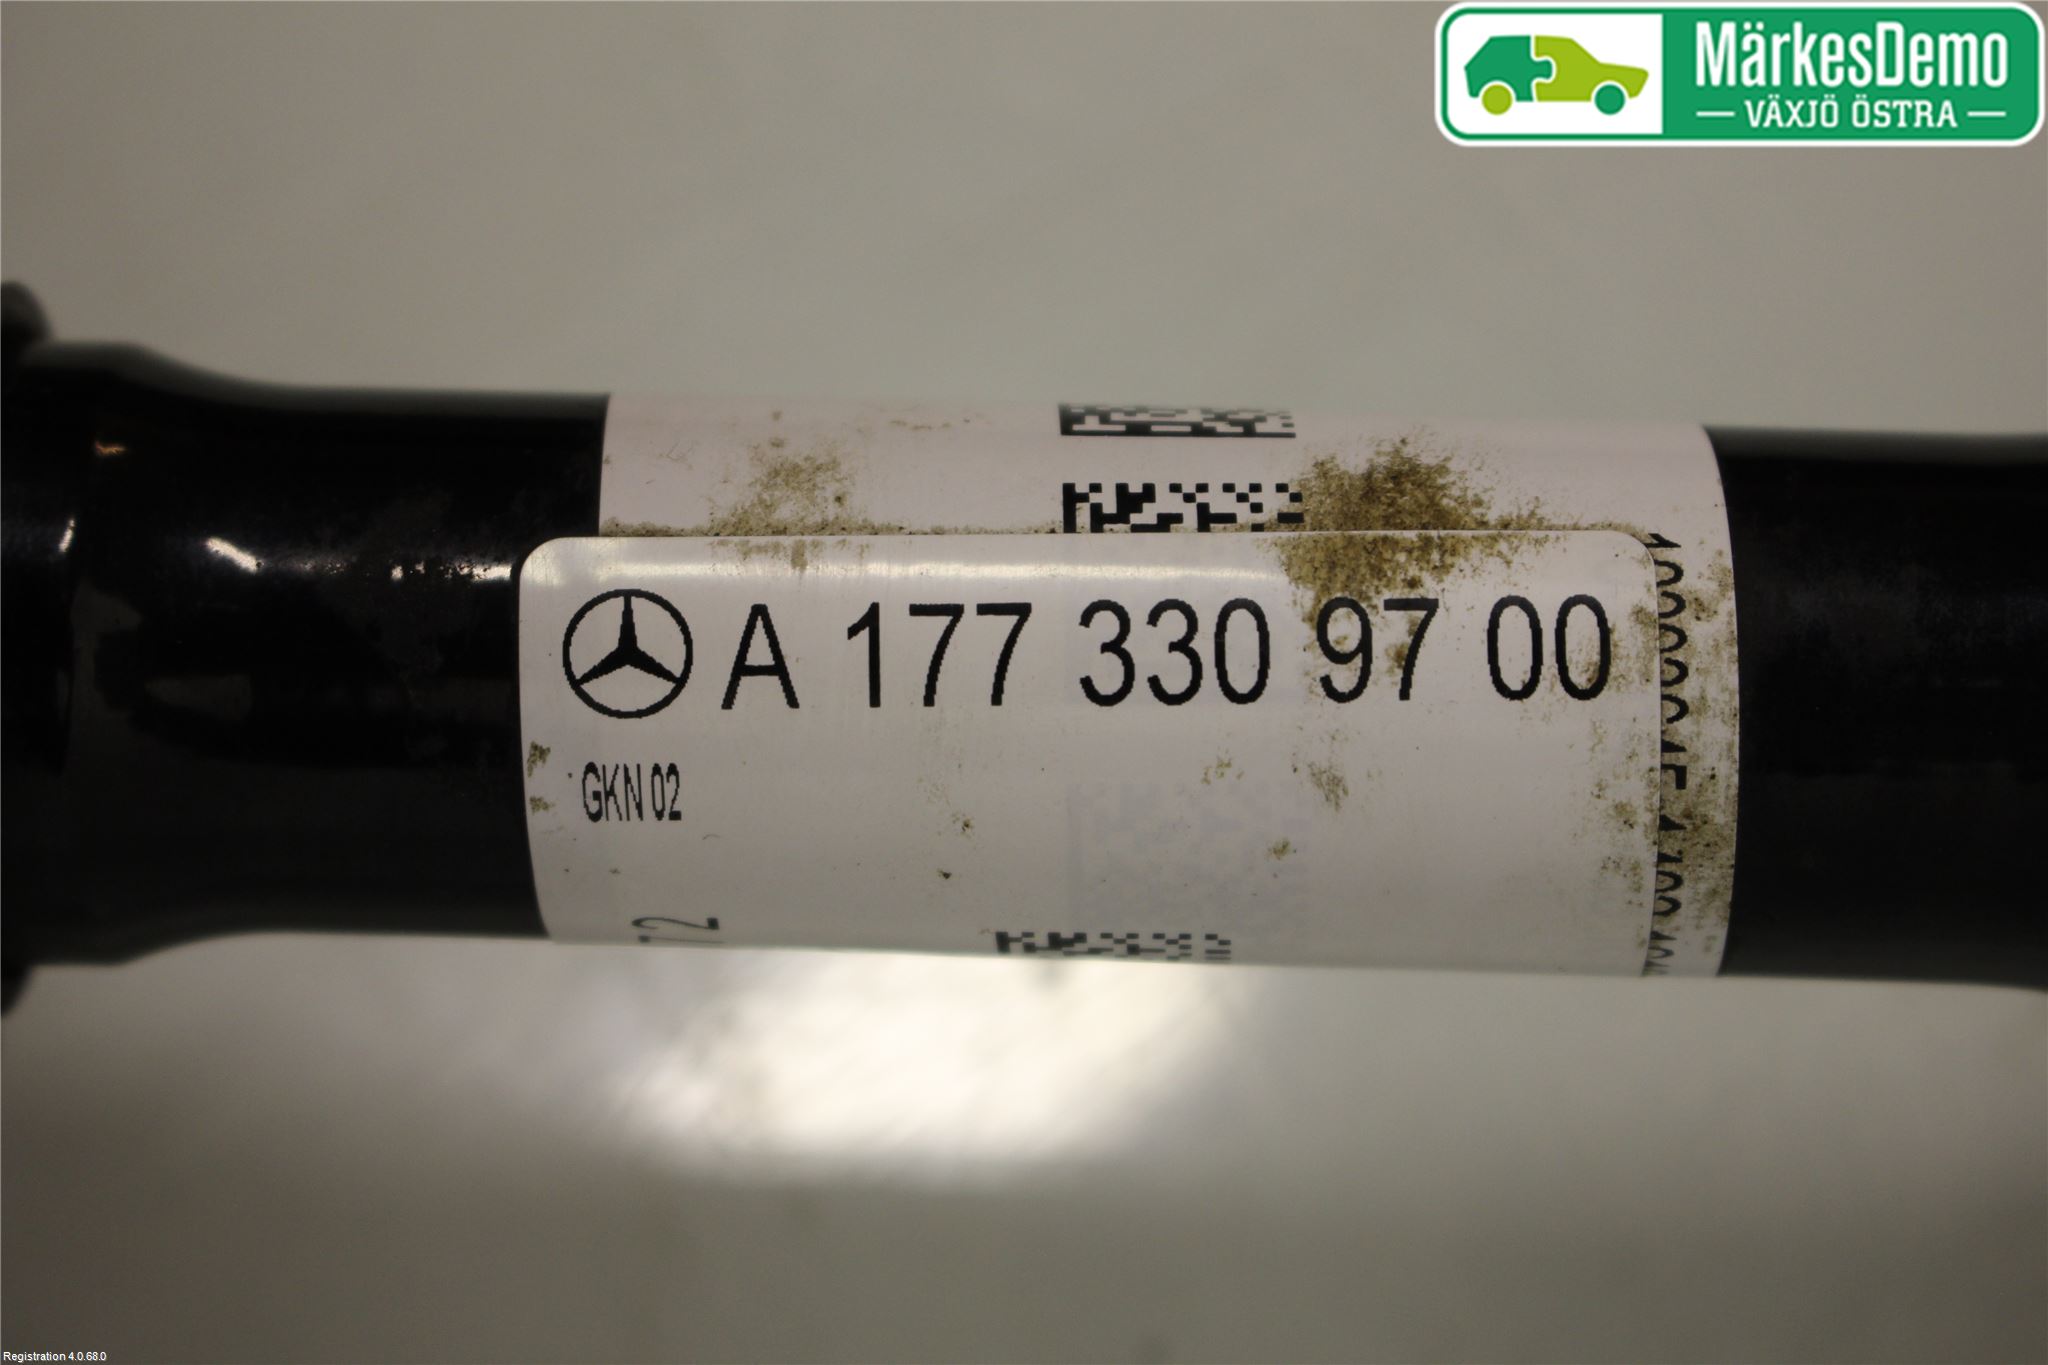 MärkesDemo
VÄXJÖ ÖSTRA
A 177 330 97 00
GKN 02
Registration 4.0.68.0